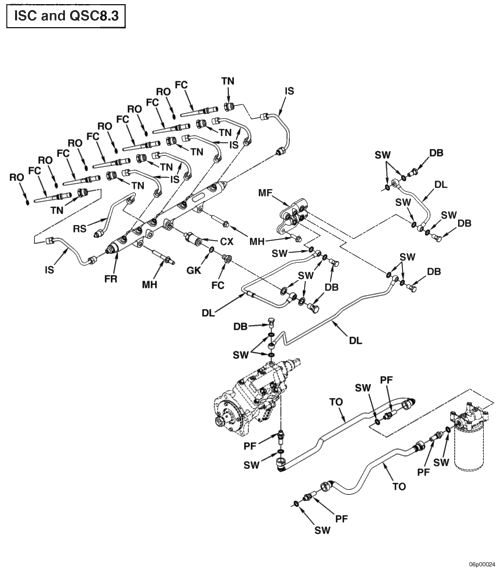 ISC and QSC8.3
TN
FC
RO
IS
FC
RO
FC
RO
TN
FC
RO
IS
TN
SW
DB
FC
RO
TN
IS
DL
FC
RO
TN
MF
SW
SW
RO
TN
RS
DB
CX
MH
SW
SW
IS
FR
MH
GK
FC
SW
DB
DB
DL
DB
SW
DL
SW
PF
TO
PF
SW
SW
PF
PF
SW
TO
SW
06p00024